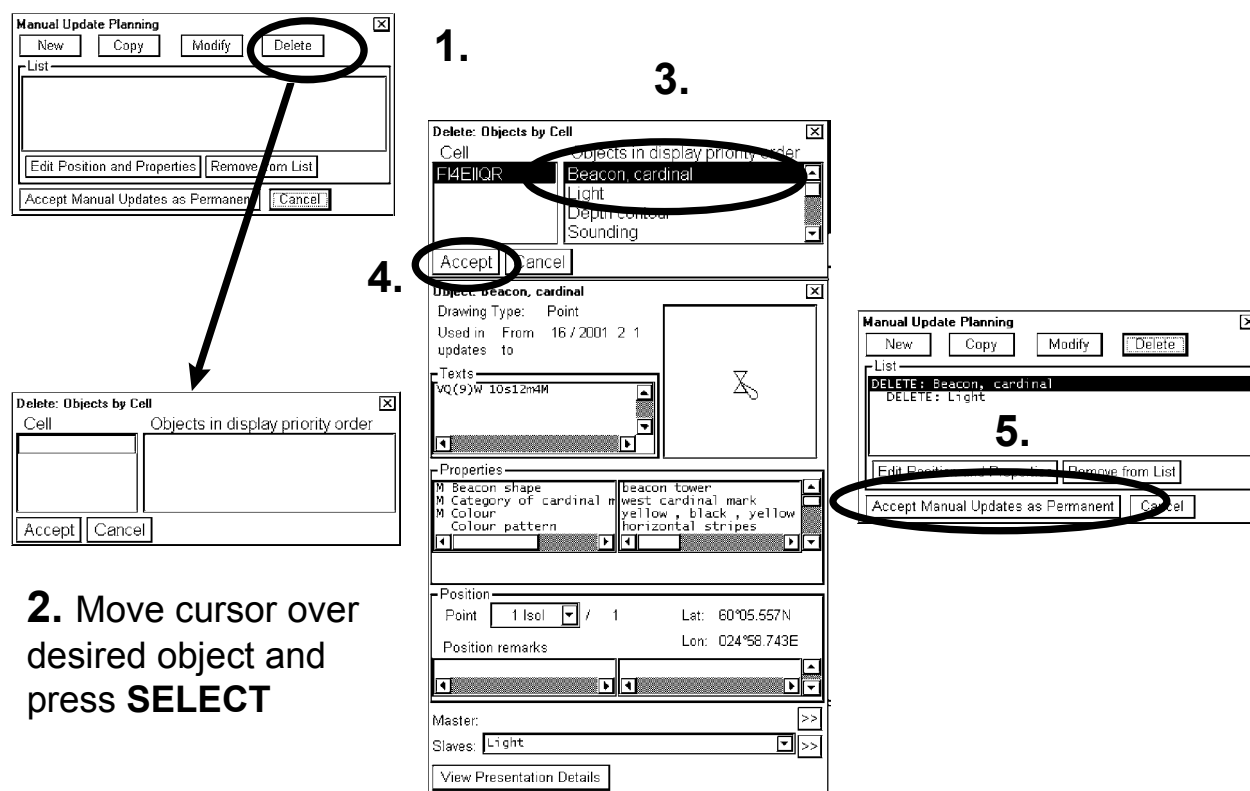 Manual Update Planning
New Copy Modify Delete
List
Edit Position and Properties Remove from List
Accept Manual Updates as Permanent Cancel
1.
Delete: Objects by Cell
Cell Objects in display priority order
Accept Cancel
2. Move cursor over
desired object and
press SELECT
3.
Delete: Objects by Cell
Cell Objects in display priority order
FI4EIIQR Beacon, cardinal
Light
Depth contour
Sounding
4.
Accept Cancel
Object: Beacon, cardinal
Drawing Type: Point
Used in From 16 / 2001 2 1
updates to
Texts
VQ(9)W 10s12m4M
Properties
M Beacon shape beacon tower
M Category of cardinal m west cardinal mark
M Colour yellow , black , yellow
Colour pattern horizontal stripes
Position
Point 1 Isol / 1 Lat: 60°05.557N
Lon: 024°58.743E
Position remarks
Master: >>
Slaves: Light >>
View Presentation Details
Manual Update Planning
New Copy Modify Delete
List
DELETE: Beacon, cardinal
DELETE: Light
5.
Edit Position and Properties Remove from List
Accept Manual Updates as Permanent Cancel